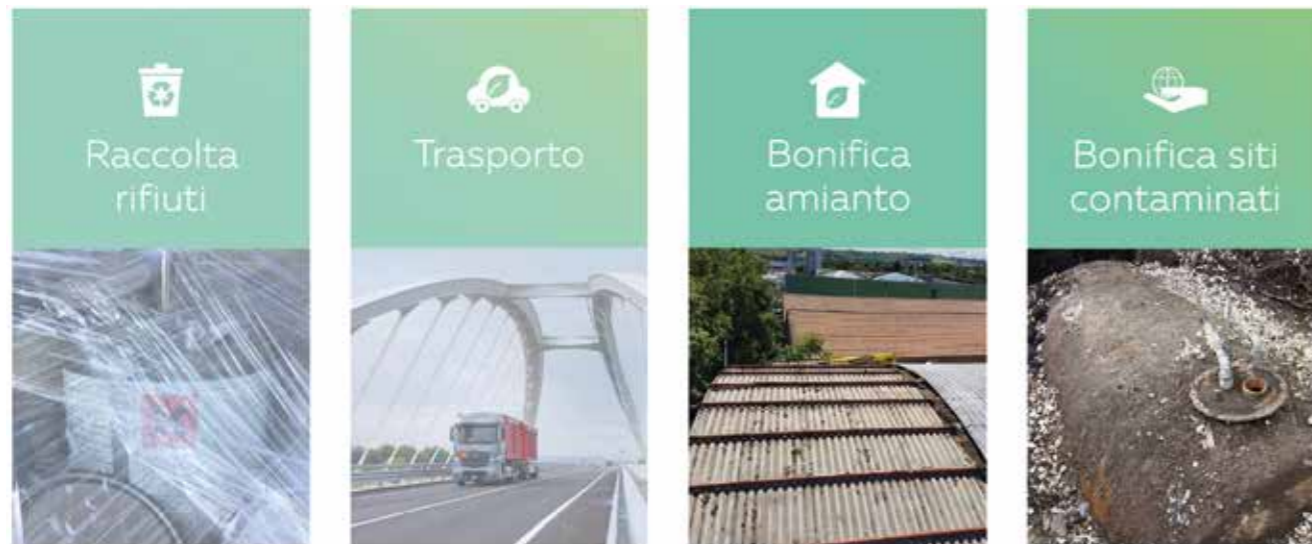 Raccolta
rifiuti
Trasporto
Bonifica
amianto
Bonifica siti
contaminati